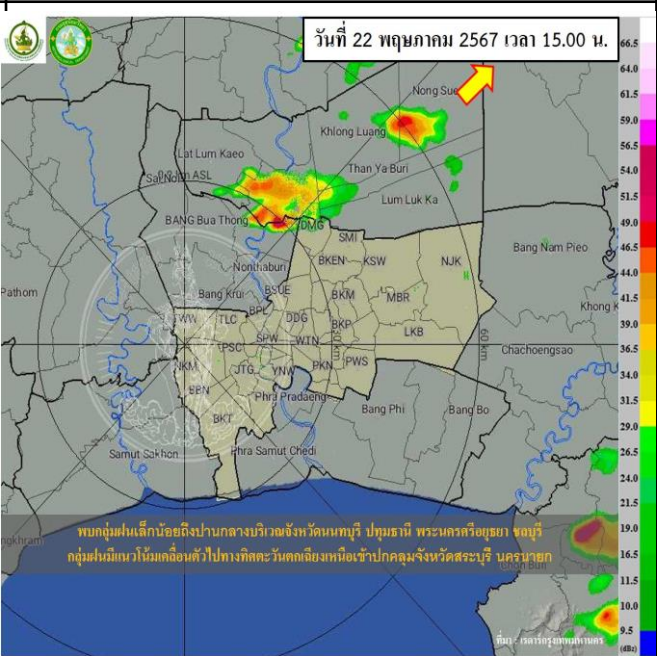 วันที่ 22 พฤษภาคม 2567 เวลา 15.00 น.
66.5
64.0
61.5
59.0
56.5
54.0
51.5
49.0
46.5
44.0
41.5
39.0
36.5
34.0
31.5
29.0
26.5
24.0
21.5
16.5
11.5
10.0
9.5
(dBz)
Nong Sue
Khlong Luang
Lat Lum Kaeo
Than Ya Buri
Lum Luk Ka
BANG Bua Thong
DMG
SMI
BKEN
KSW
NJK
Bang Nam Pieo
Nonthaburi
Pathom
Bang Krui
BSUE
BKM
MBR
Khong K
TWW
TLC
BPL
DDG
BKP
LKB
PSC
SPW
WTN
60 km
Chachoengsao
NKM
JTG
YNW
PKN
PWS
BBN
Phra Pradaeng
BKT
Bang Phi
Bang Bo
Samut Sakhon
Phra Samut Chedi
พบกลุ่มฝนเล็กน้อยถึงปานกลางบริเวณจังหวัดนนทบุรี ปทุมธานี พระนครศรีอยุธยา ชลบุรี
กลุ่มฝนมีแนวโน้มเคลื่อนตัวไปทางทิศตะวันตกเฉียงเหนือเข้าปกคลุมจังหวัดสระบุรี นครนายก
ngkhram
ที่มา : เรดาร์กรุงเทพมหานคร